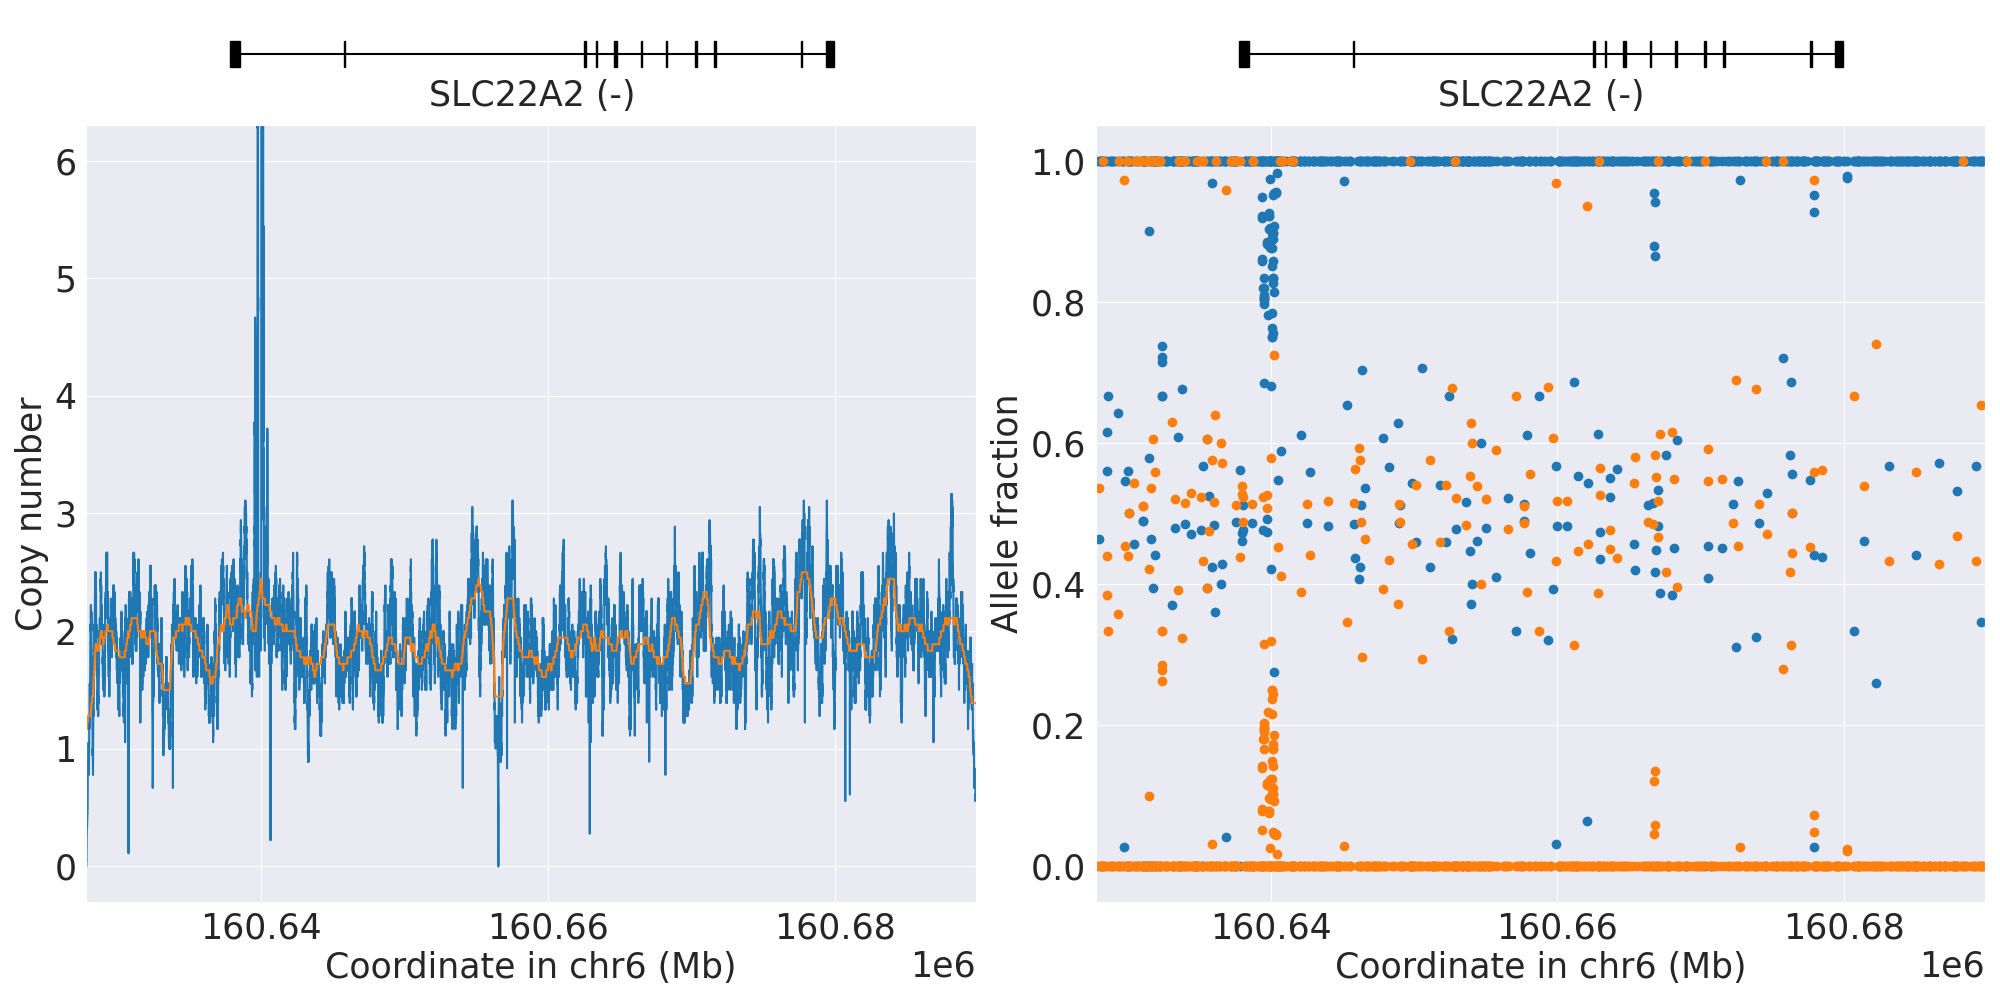 SLC22A2 (-)
SLC22A2 (-)
Copy number
6
5
4
3
2
1
0
160.64
160.66
160.68
Coordinate in chr6 (Mb)
1e6
Allele fraction
1.0
0.8
0.6
0.4
0.2
0.0
160.64
160.66
160.68
Coordinate in chr6 (Mb)
1e6